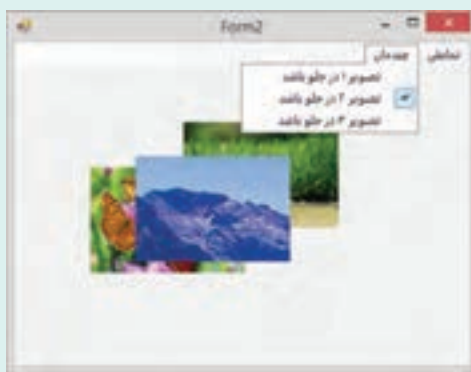 Form2
نمایش چیدمان
تصویر ۱ در جلو باشد
تصویر ۲ در جلو باشد
تصویر ۳ در جلو باشد